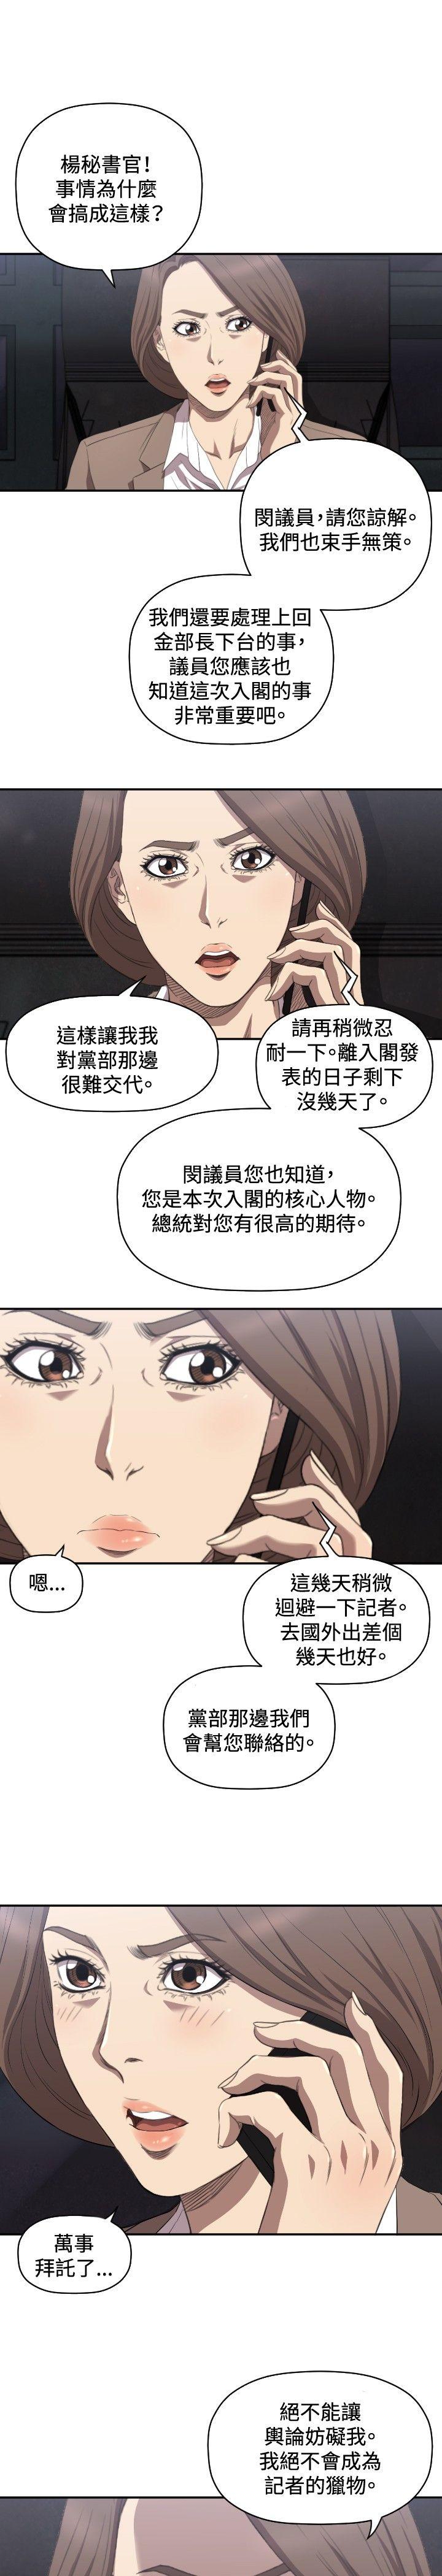 楊秘書官!
事情為什麼
會搞成這樣?
閔議員,請您諒解。
我們也束手無策。
我們還要處理上回
金部長下台的事,
議員您應該也
知道這次入閣的事
非常重要吧。
這樣讓我我
對黨部那邊
很難交代。
請再稍微忍
耐一下。離入閣發
表的日子剩下
沒幾天了。
閔議員您也知道,
您是本次入閣的核心人物。
總統對您有很高的期待。
嗯...
這幾天稍微
迴避一下記者。
去國外出差個
幾天也好。
黨部那邊我們
會幫您聯絡的。
萬事
拜託了...
絕不能讓
輿論妨礙我。
我絕不會成為
記者的獵物。